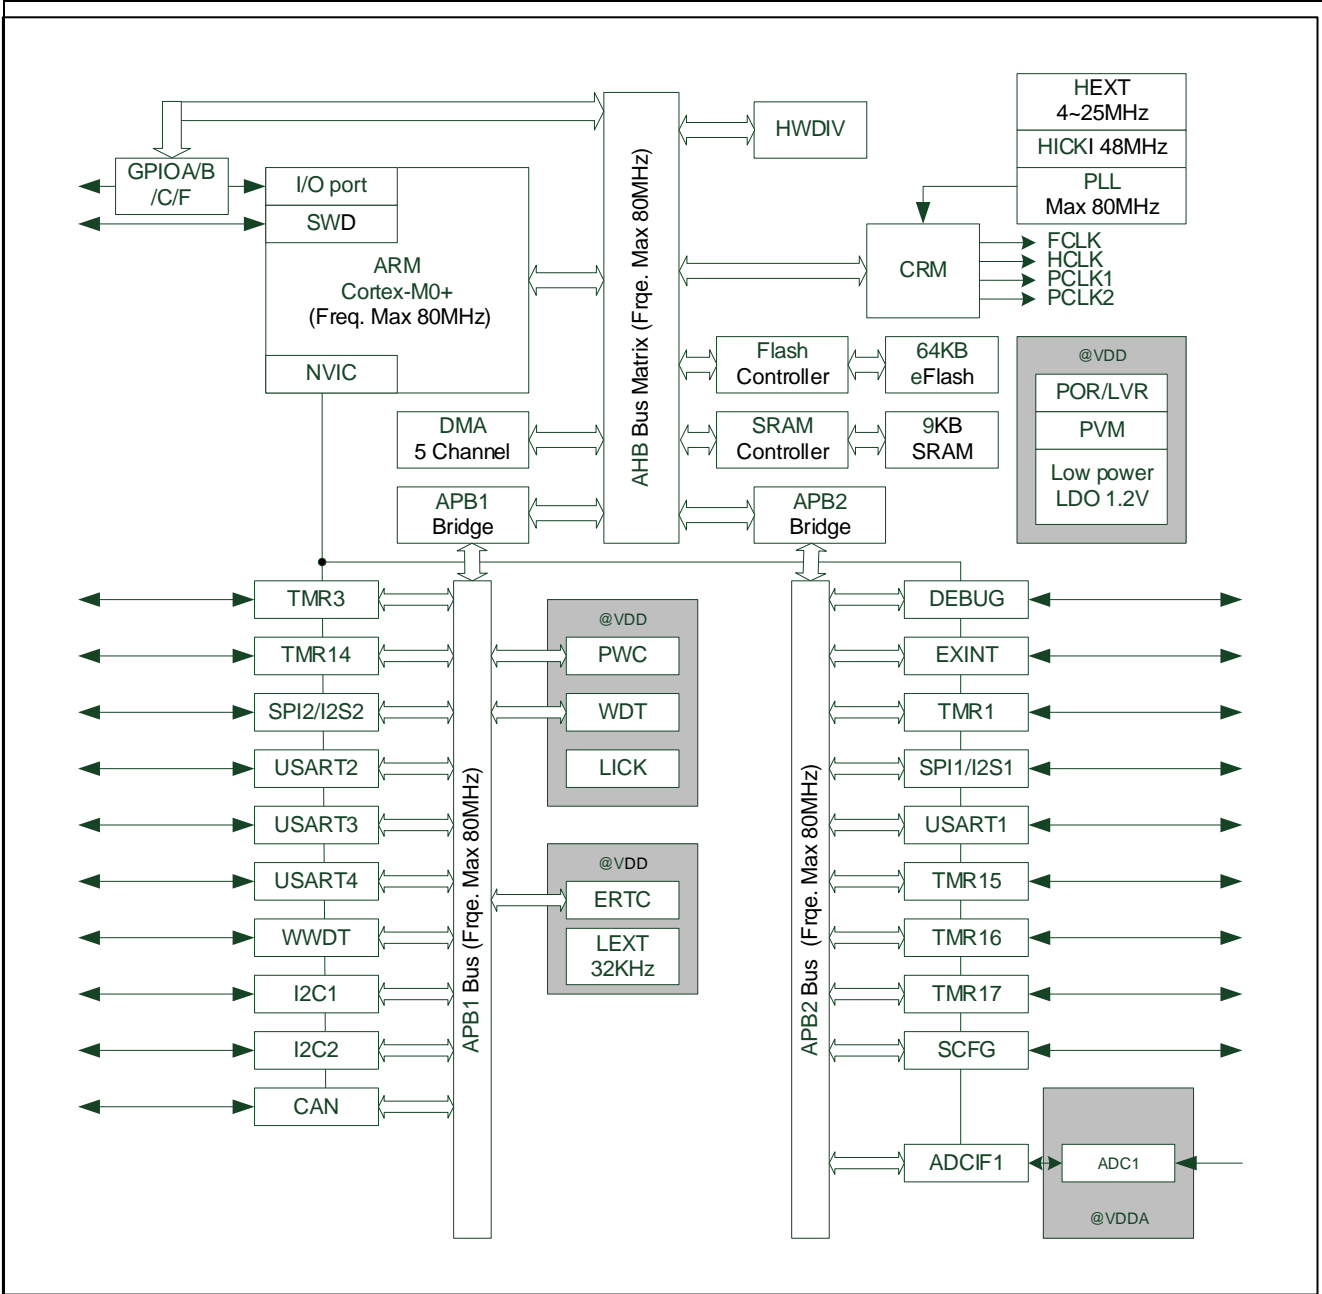 HEXT
4~25MHz
HICKI 48MHz
PLL
Max 80MHz
HWDIV
GPIOA/B
/C/F
I/O port
SWD
ARM
Cortex-M0+
(Freq. Max 80MHz)
NVIC
AHB Bus Matrix (Frqe. Max 80MHz)
CRM
FCLK
HCLK
PCLK1
PCLK2
Flash
Controller
64KB
eFlash
@VDD
POR/LVR
PVM
Low power
LDO 1.2V
DMA
5 Channel
SRAM
Controller
9KB
SRAM
APB1
Bridge
APB2
Bridge
TMR3
TMR14
SPI2/I2S2
USART2
USART3
USART4
WWDT
I2C1
I2C2
CAN
APB1 Bus (Frqe. Max 80MHz)
@VDD
PWC
WDT
LICK
@VDD
ERTC
LEXT
32KHz
APB2 Bus (Frqe. Max 80MHz)
DEBUG
EXINT
TMR1
SPI1/I2S1
USART1
TMR15
TMR16
TMR17
SCFG
ADCIF1
ADC1
@VDDA